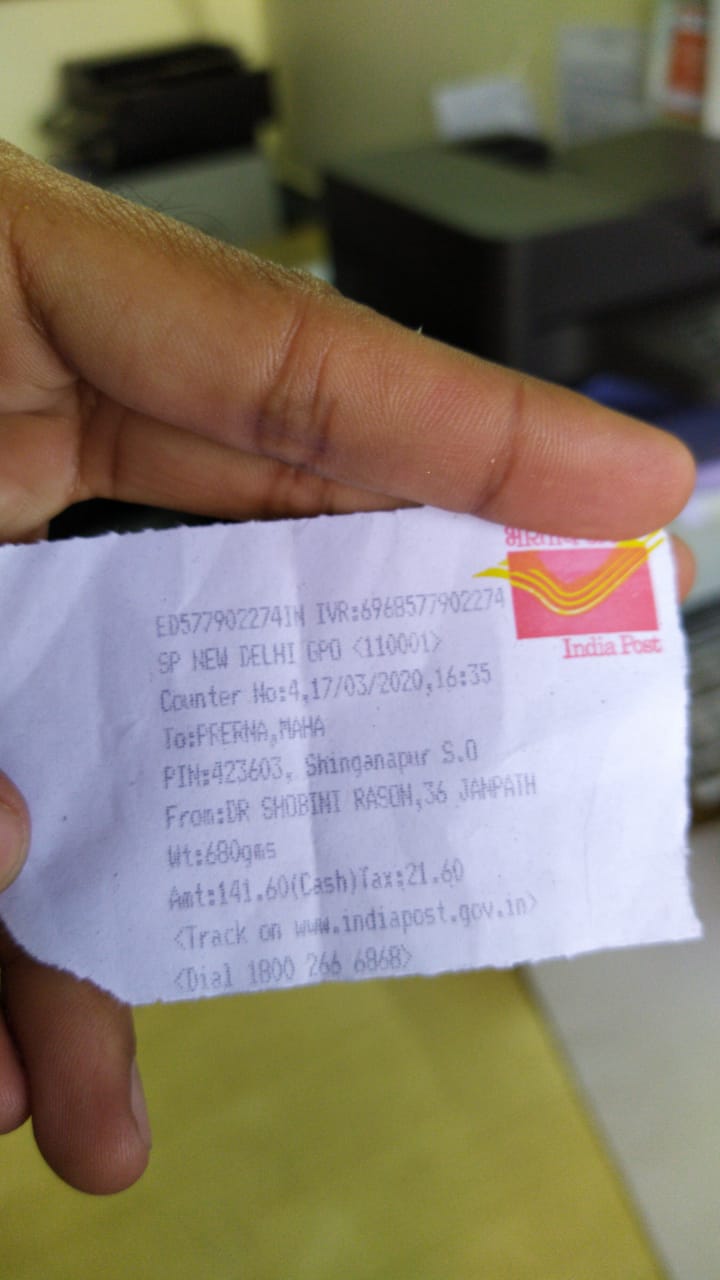 India Post
ED577902274IN IVR:6968577902274
SP NEW DELHI GPO <110001>
Counter No:4,17/03/2020,16:35
To:PRERNA,MAHA
PIN:423603, Shinganapur S.O
From:DR SHOBINI RASON,36 JANPATH
Wt:680gms
Amt:141.60(Cash)Tax:21.60
<Track on www.indiapost.gov.in>
<Dial 1800 266 6868>